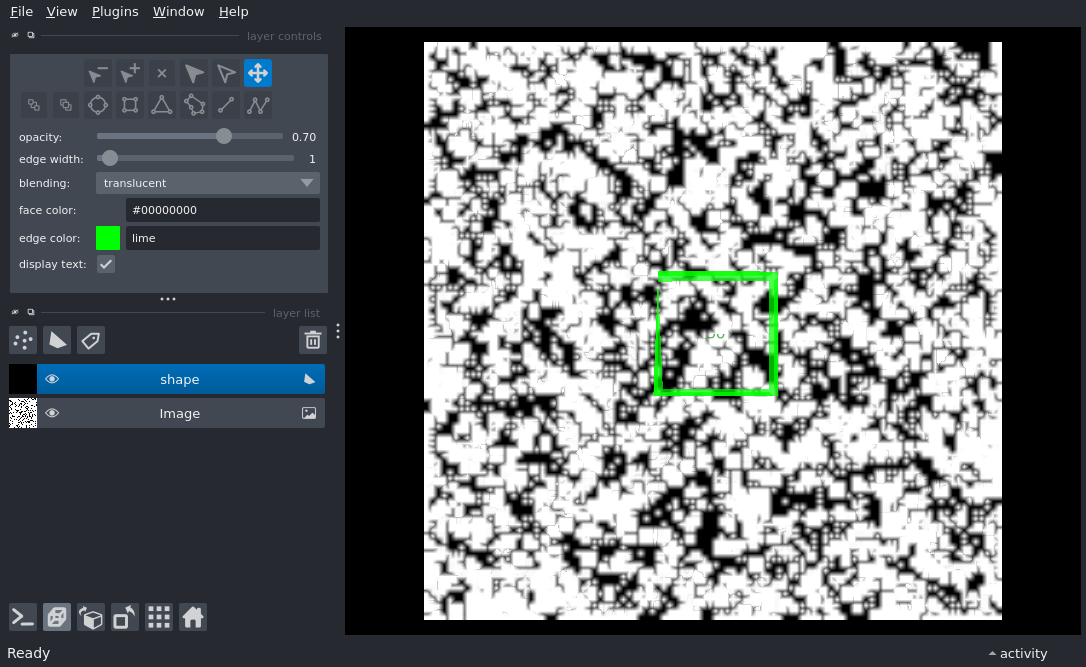 File View Plugins Window Help
layer controls
opacity: 0.70
edge width: 1
blending: translucent
face color: #00000000
edge color: lime
display text:
layer list
shape
Image
Ready
activity